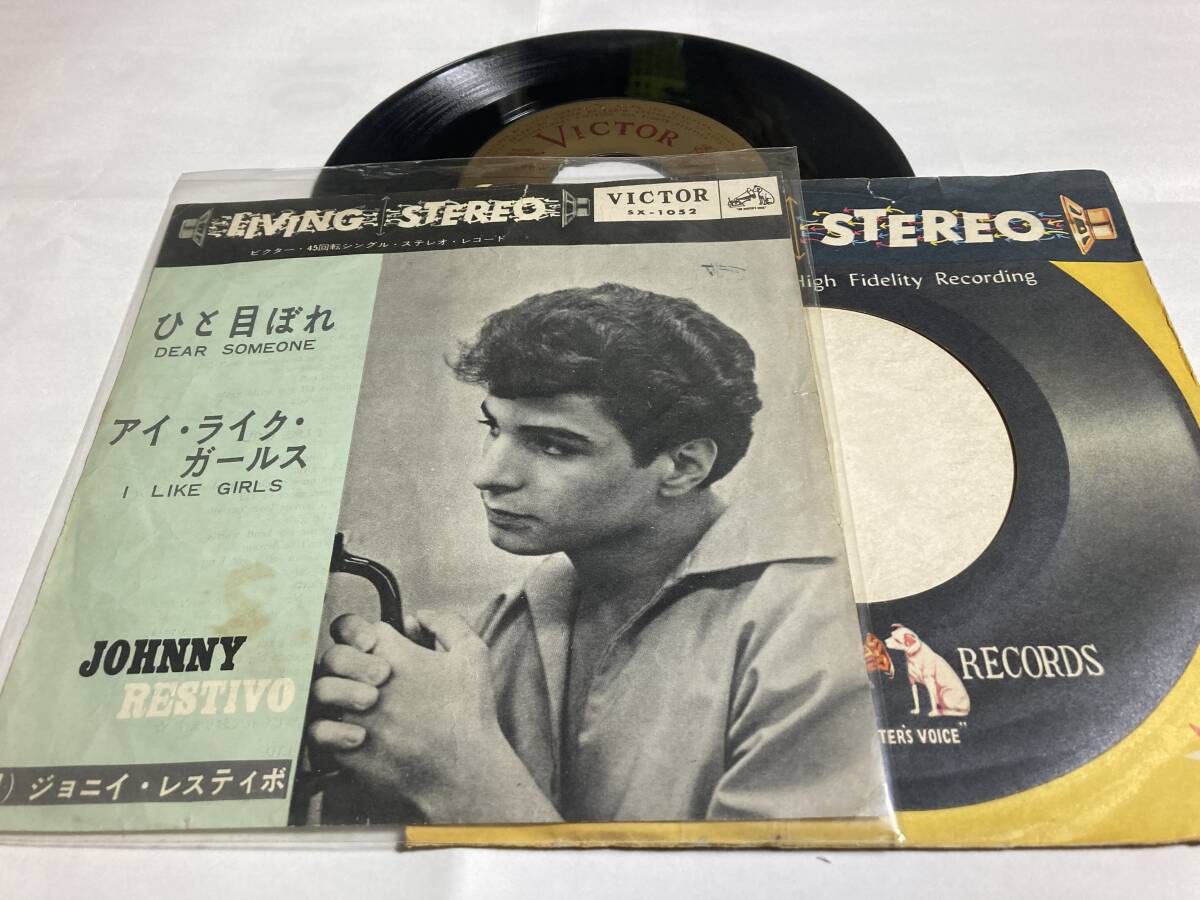 VICTOR
LIVING STEREO
VICTOR
SX-1052
ビクター・45回転シングル・ステレオ・レコード
ひと目ぼれ
DEAR SOMEONE
アイ・ライク・
ガールス
I LIKE GIRLS
JOHNNY
RESTIVO
ジョニイ・レスティボ
STEREO
High Fidelity Recording
RECORDS
TER'S VOICE"